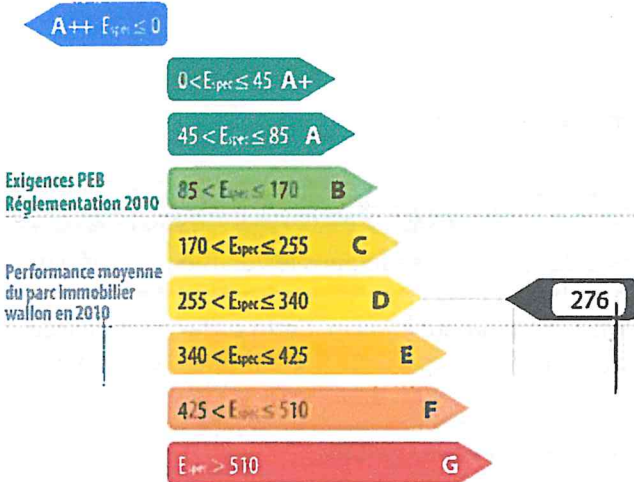 A++ Espec ≤ 0
0 < Espec ≤ 45 A+
45 < Espec ≤ 85 A
Exigences PEB
Réglementation 2010
85 < Espec ≤ 170 B
170 < Espec ≤ 255 C
Performance moyenne
du parc immobilier
wallon en 2010
255 < Espec ≤ 340 D
276
340 < Espec ≤ 425 E
425 < Espec ≤ 510 F
Espec > 510 G